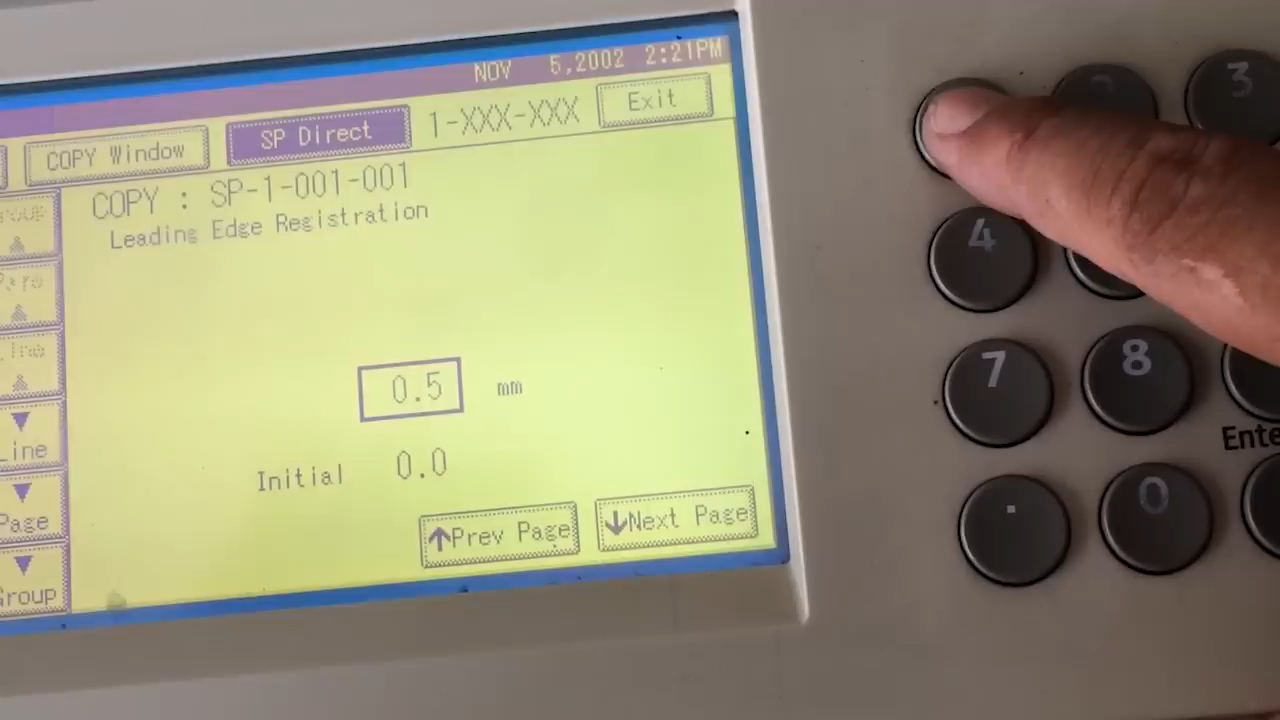 NOV 5,2002 2:21PM
COPY Window SP Direct 1-XXX-XXX Exit
COPY : SP-1-001-001
Leading Edge Registration
0.5 mm
Initial 0.0
Line
Page
Group
↑Prev Page ↓Next Page
3
4
7 8
Ente
. 0